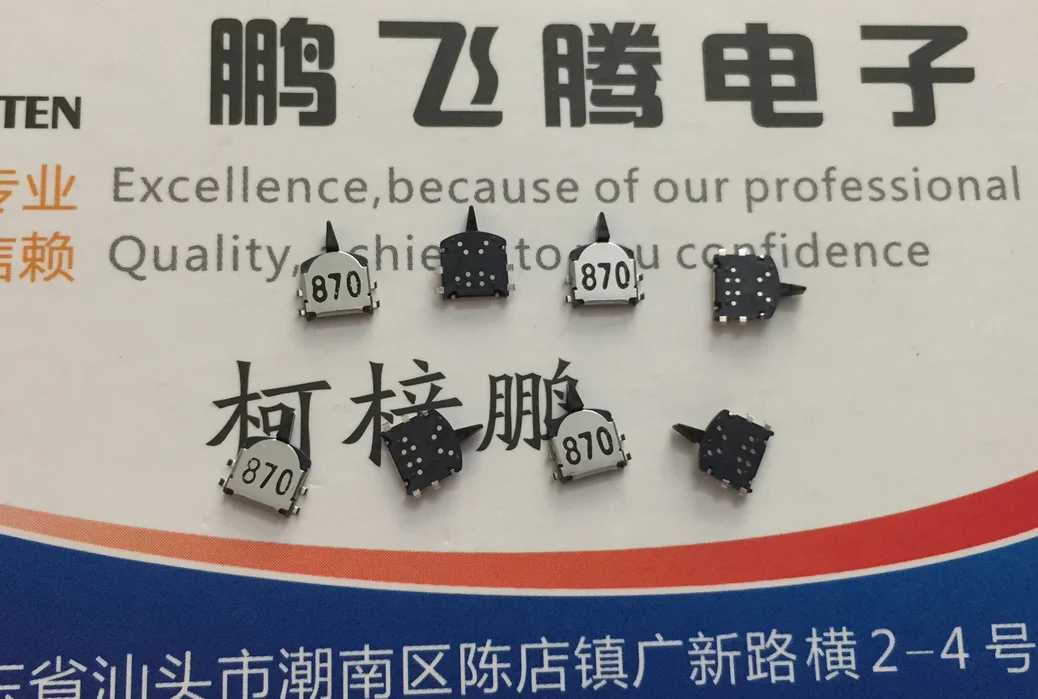 鹏飞腾电子
TEN
专业 Excellence,because of our professional
信赖 Quality, to confidence
870
870
柯梓鹏
870
870
省汕头市潮南区陈店镇广新路横2-4号